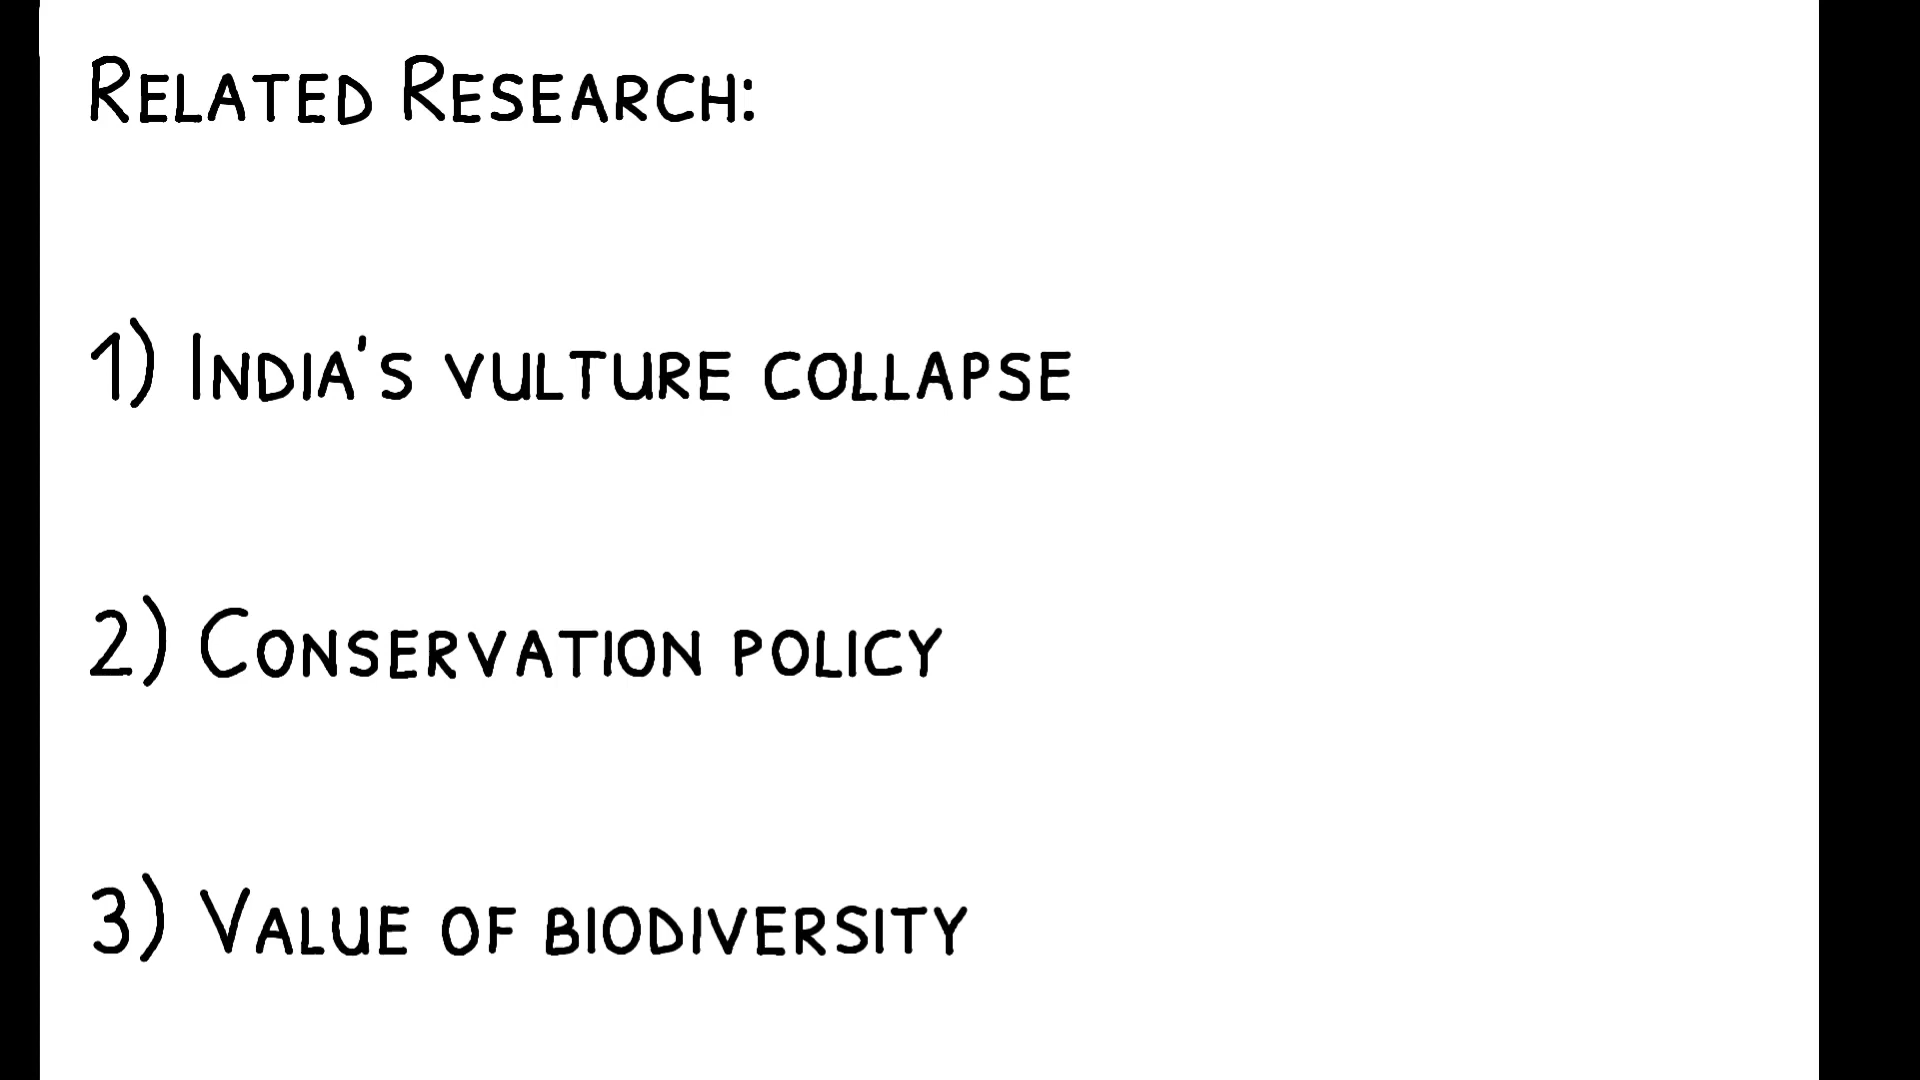 Related Research:
1) India's vulture collapse
2) Conservation policy
3) Value of biodiversity